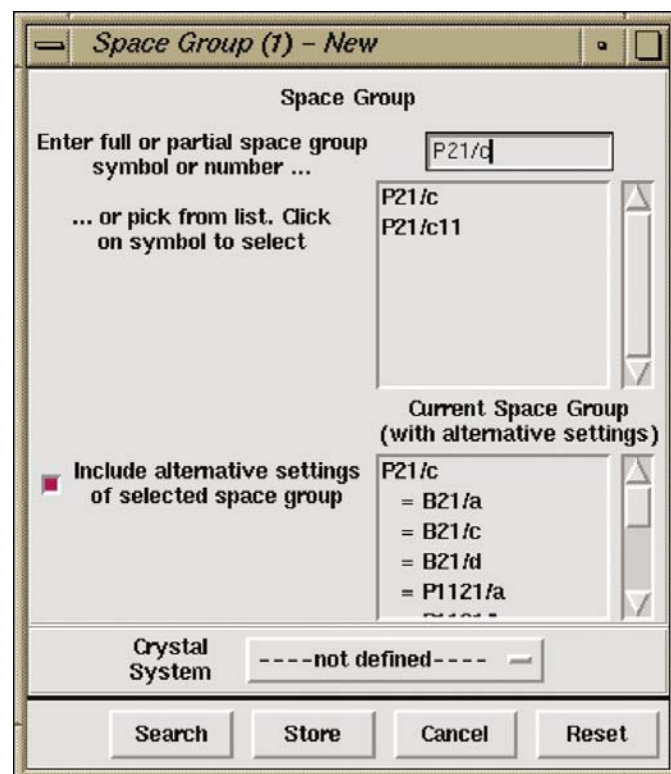 Space Group (1) – New
Space Group
Enter full or partial space group
symbol or number ...
P21/c
... or pick from list. Click
on symbol to select
P21/c
P21/c11
Current Space Group
(with alternative settings)
Include alternative settings
of selected space group
P21/c
= B21/a
= B21/c
= B21/d
= P1121/a
Crystal
System
----not defined----
Search
Store
Cancel
Reset